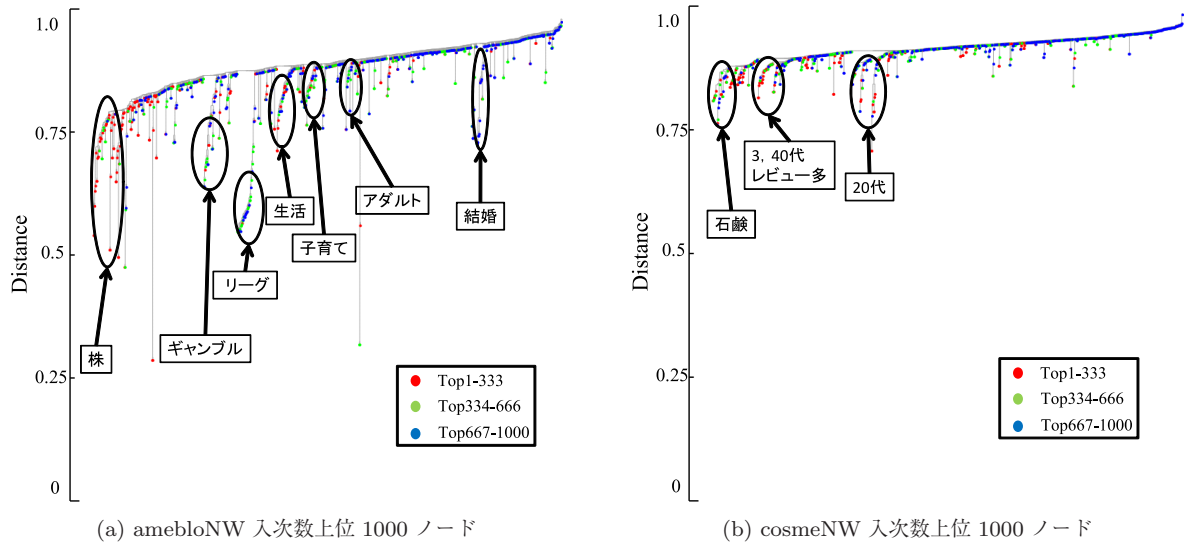 1.0
0.75
0.5
0.25
0
Distance
株
ギャンブル
リーグ
生活
子育て
アダルト
結婚
Top1-333
Top334-666
Top667-1000
(a) amebloNW 入次数上位 1000 ノード
1.0
0.75
0.5
0.25
0
Distance
石鹸
3, 40代
レビュー多
20代
Top1-333
Top334-666
Top667-1000
(b) cosmeNW 入次数上位 1000 ノード